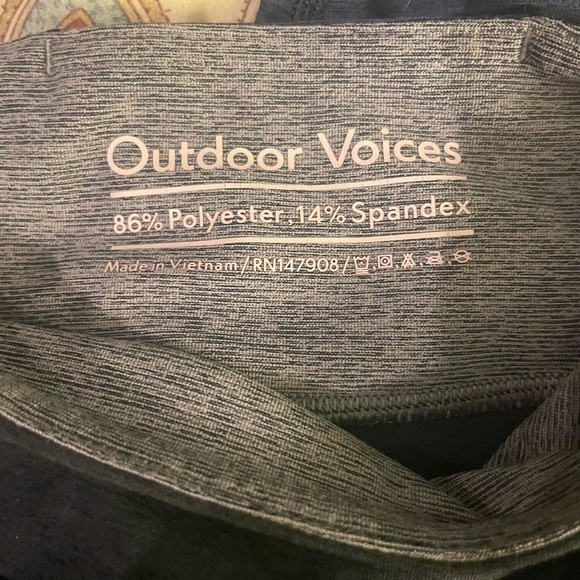 Outdoor Voices
86% Polyester, 14% Spandex
Made in Vietnam/RN147908/